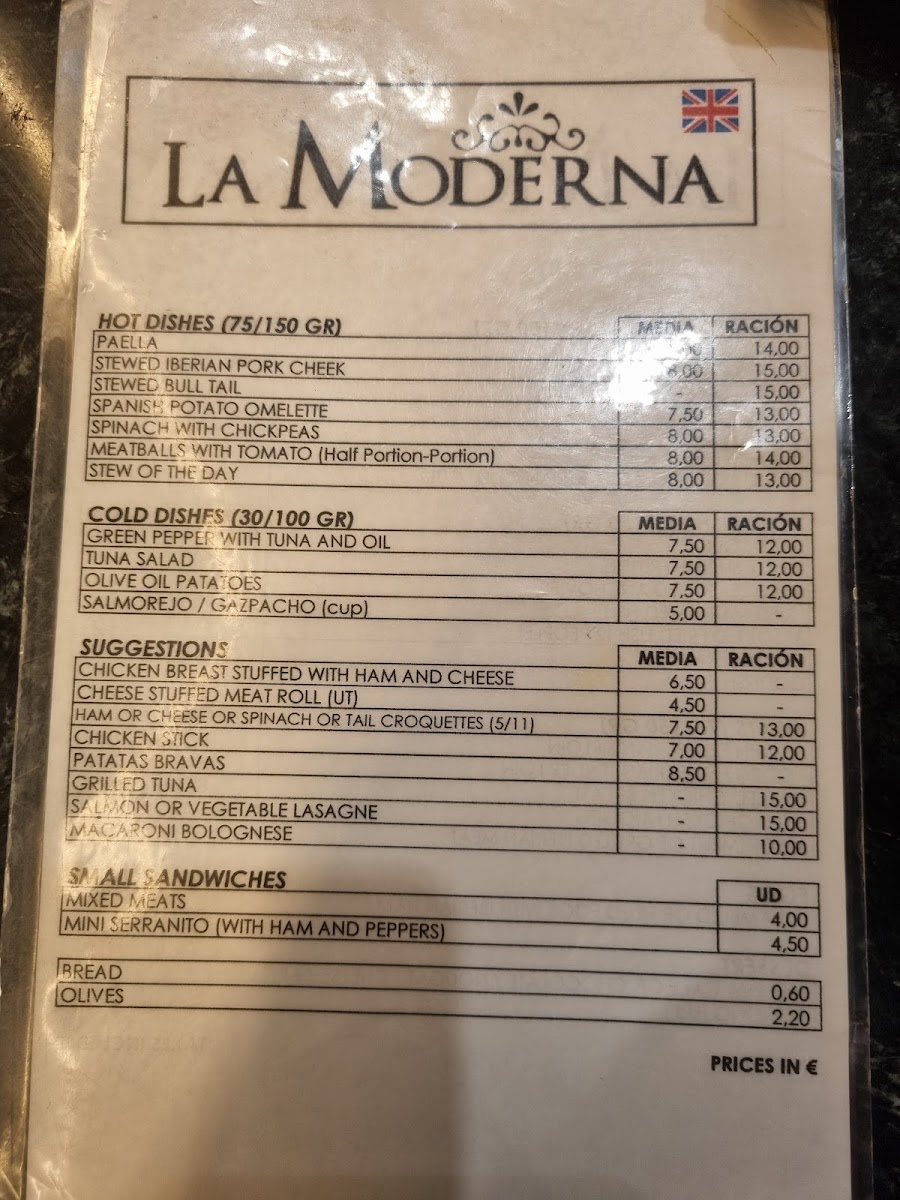 LA MODERNA
HOT DISHES (75/150 GR) MEDIA RACIÓN
PAELLA 14,00
STEWED IBERIAN PORK CHEEK 8,00 15,00
STEWED BULL TAIL - 15,00
SPANISH POTATO OMELETTE 7,50 13,00
SPINACH WITH CHICKPEAS 8,00 13,00
MEATBALLS WITH TOMATO (Half Portion-Portion) 8,00 14,00
STEW OF THE DAY 8,00 13,00
COLD DISHES (30/100 GR) MEDIA RACIÓN
GREEN PEPPER WITH TUNA AND OIL 7,50 12,00
TUNA SALAD 7,50 12,00
OLIVE OIL PATATOES 7,50 12,00
SALMOREJO / GAZPACHO (cup) 5,00 -
SUGGESTIONS MEDIA RACIÓN
CHICKEN BREAST STUFFED WITH HAM AND CHEESE 6,50 -
CHEESE STUFFED MEAT ROLL (UT) 4,50 -
HAM OR CHEESE OR SPINACH OR TAIL CROQUETTES (5/11) 7,50 13,00
CHICKEN STICK 7,00 12,00
PATATAS BRAVAS 8,50 -
GRILLED TUNA - 15,00
SALMON OR VEGETABLE LASAGNE - 15,00
MACARONI BOLOGNESE - 10,00
SMALL SANDWICHES UD
MIXED MEATS 4,00
MINI SERRANITO (WITH HAM AND PEPPERS) 4,50
BREAD 0,60
OLIVES 2,20
PRICES IN €